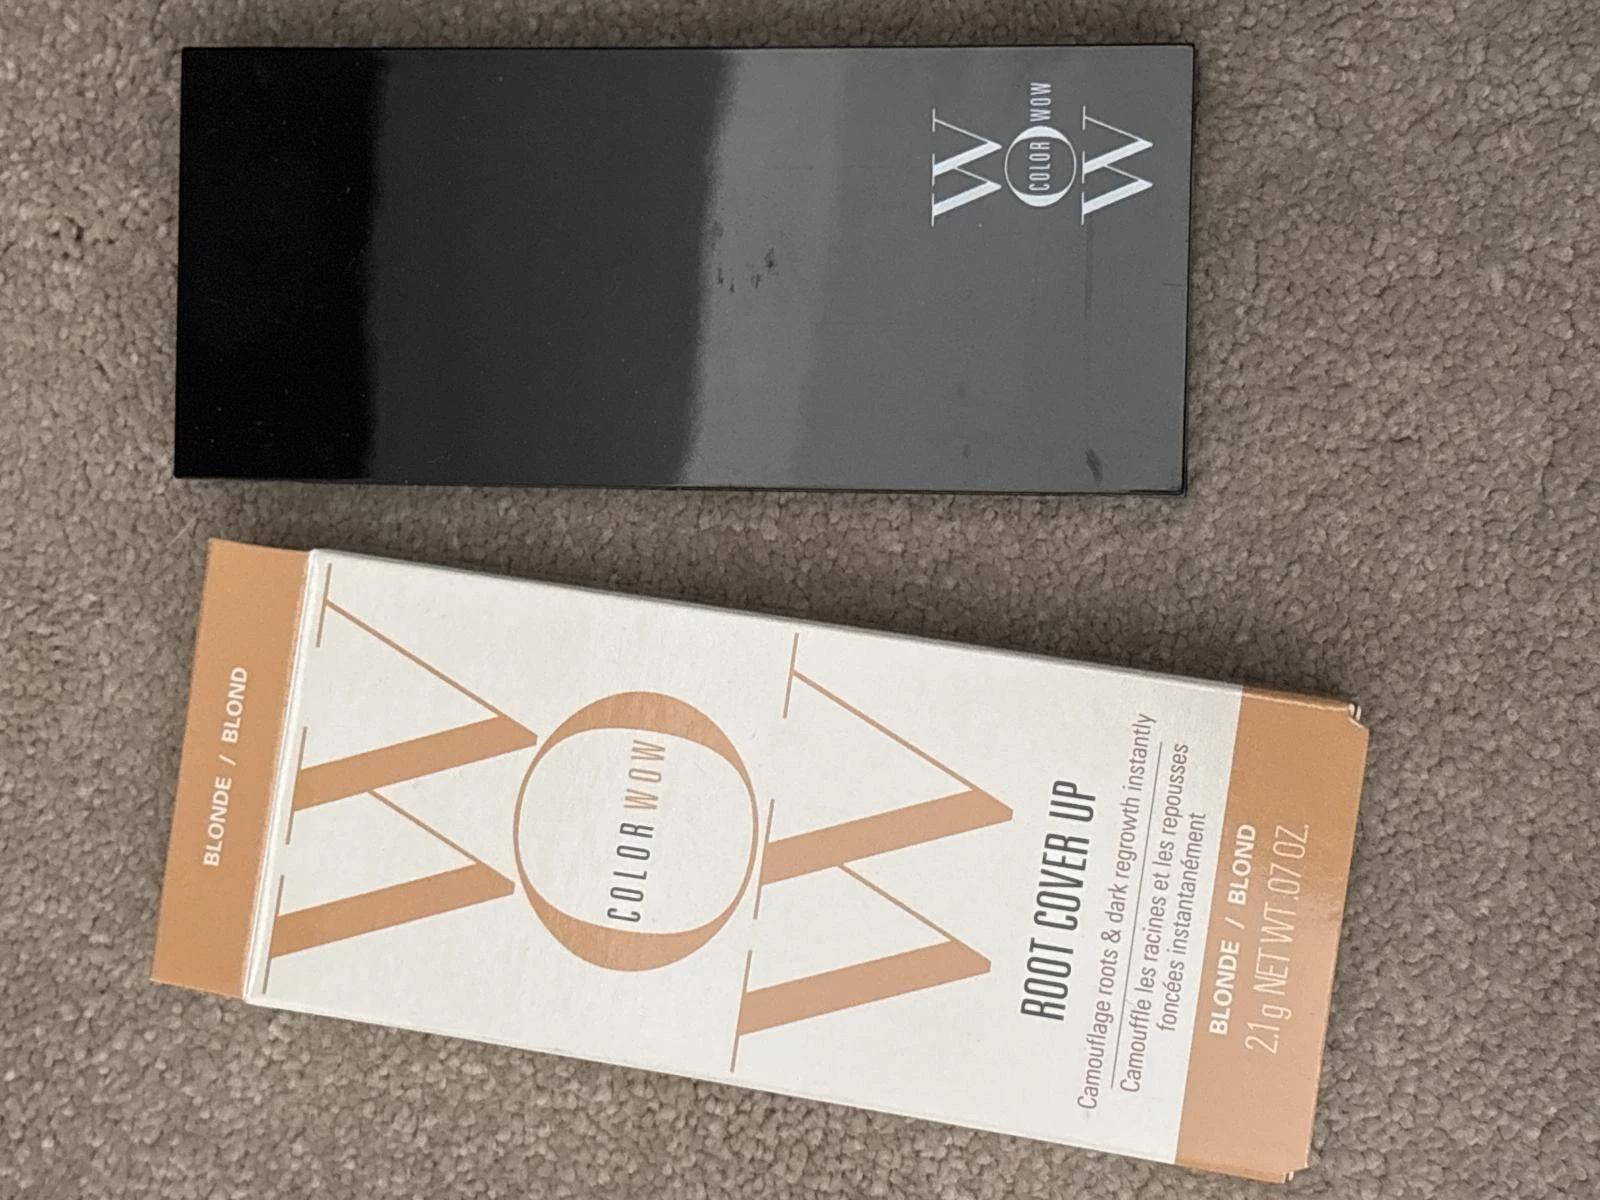 W
COLOR WOW
W
BLONDE / BLOND
W
COLOR WOW
W
ROOT COVER UP
Camouflage roots & dark regrowth instantly
Camouffle les racines et les repousses
foncées instantanément
BLONDE / BLOND
2.1 g NET WT .07 OZ.